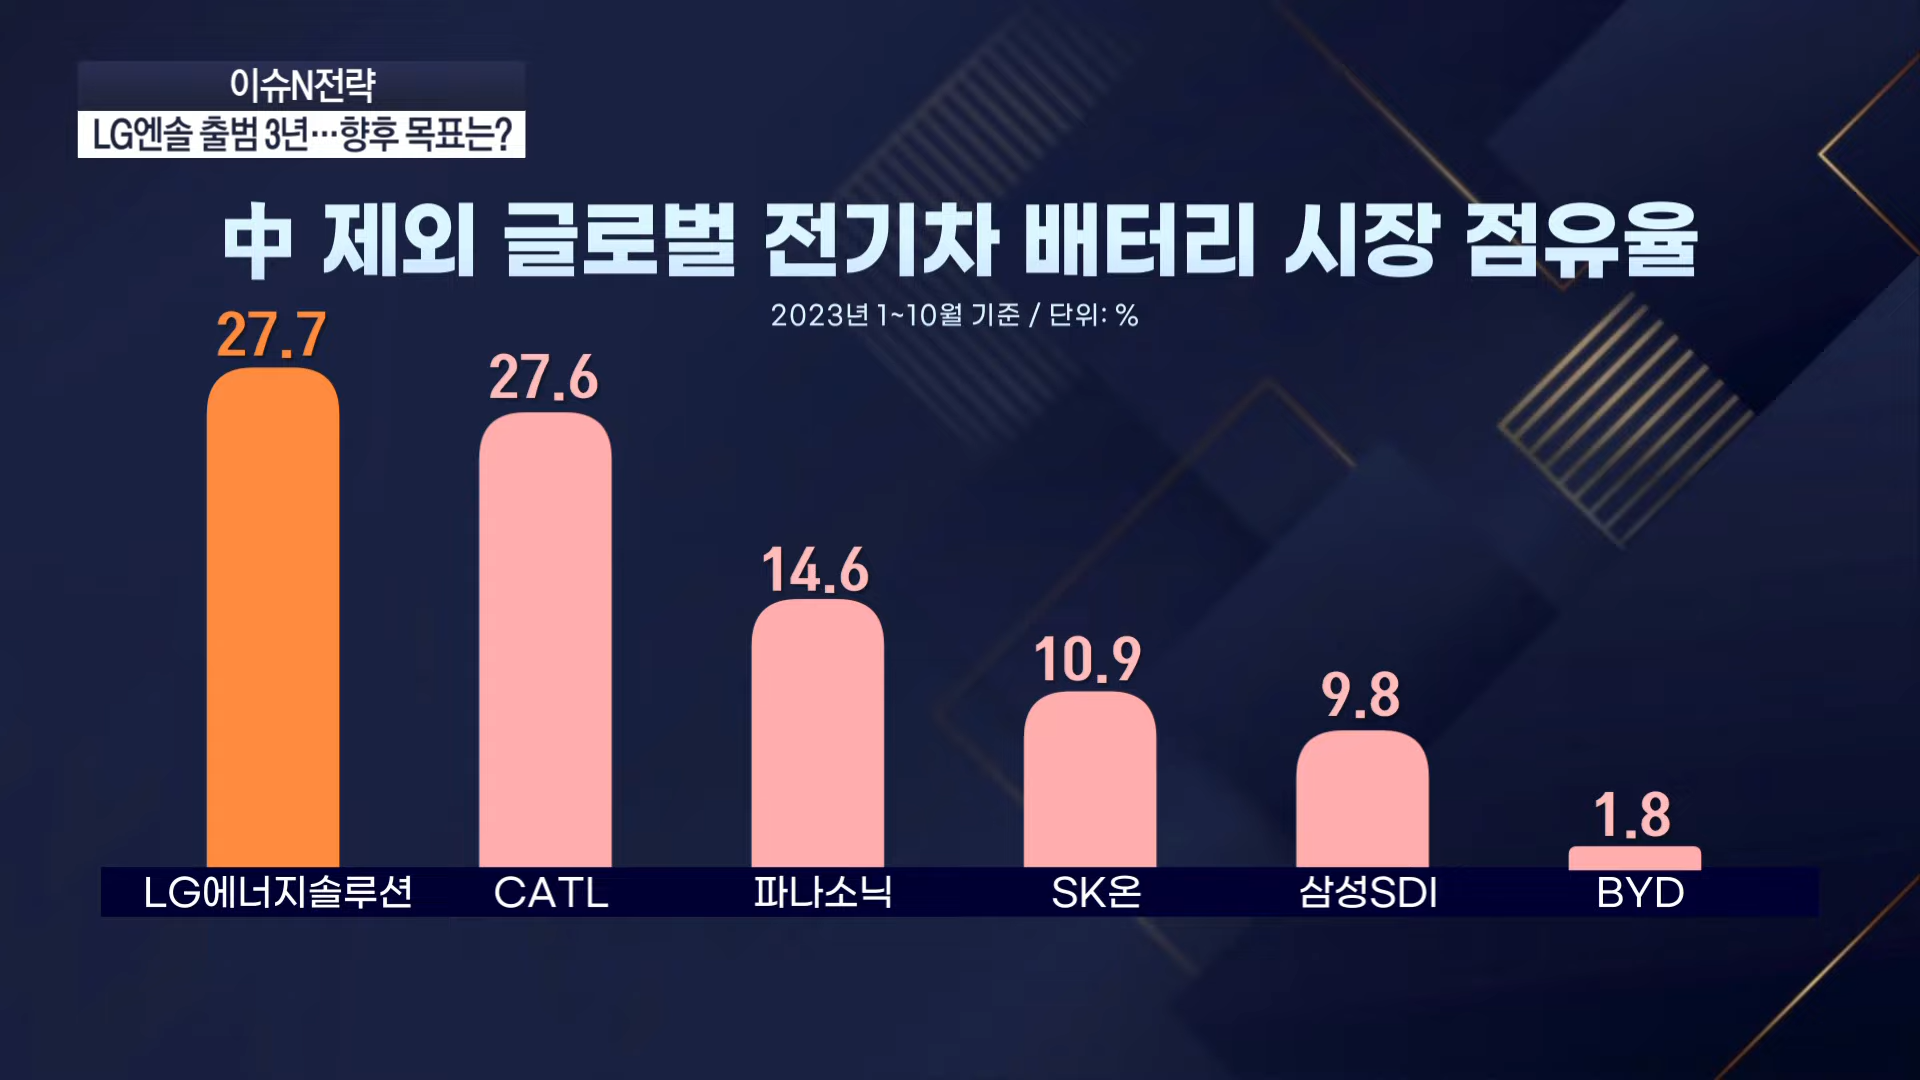 이슈N전략
LG엔솔 출범 3년…향후 목표는?
中 제외 글로벌 전기차 배터리 시장 점유율
2023년 1~10월 기준 / 단위: %
27.7
27.6
14.6
10.9
9.8
1.8
LG에너지솔루션
CATL
파나소닉
SK온
삼성SDI
BYD